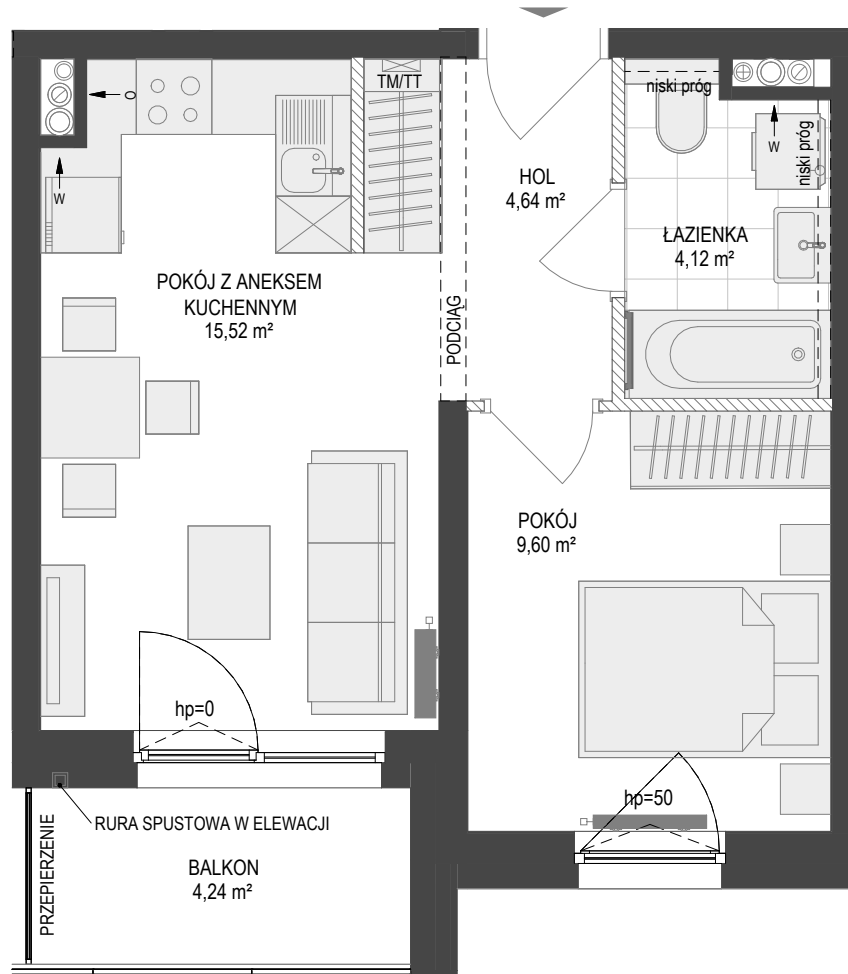 TM/TT
niski próg
O
W
W
niski próg
HOL
4,64 m²
ŁAZIENKA
4,12 m²
POKÓJ Z ANEKSEM
KUCHENNYM
15,52 m²
PODCIĄG
POKÓJ
9,60 m²
hp=0
hp=50
RURA SPUSTOWA W ELEWACJI
PRZEPIERZENIE
BALKON
4,24 m²